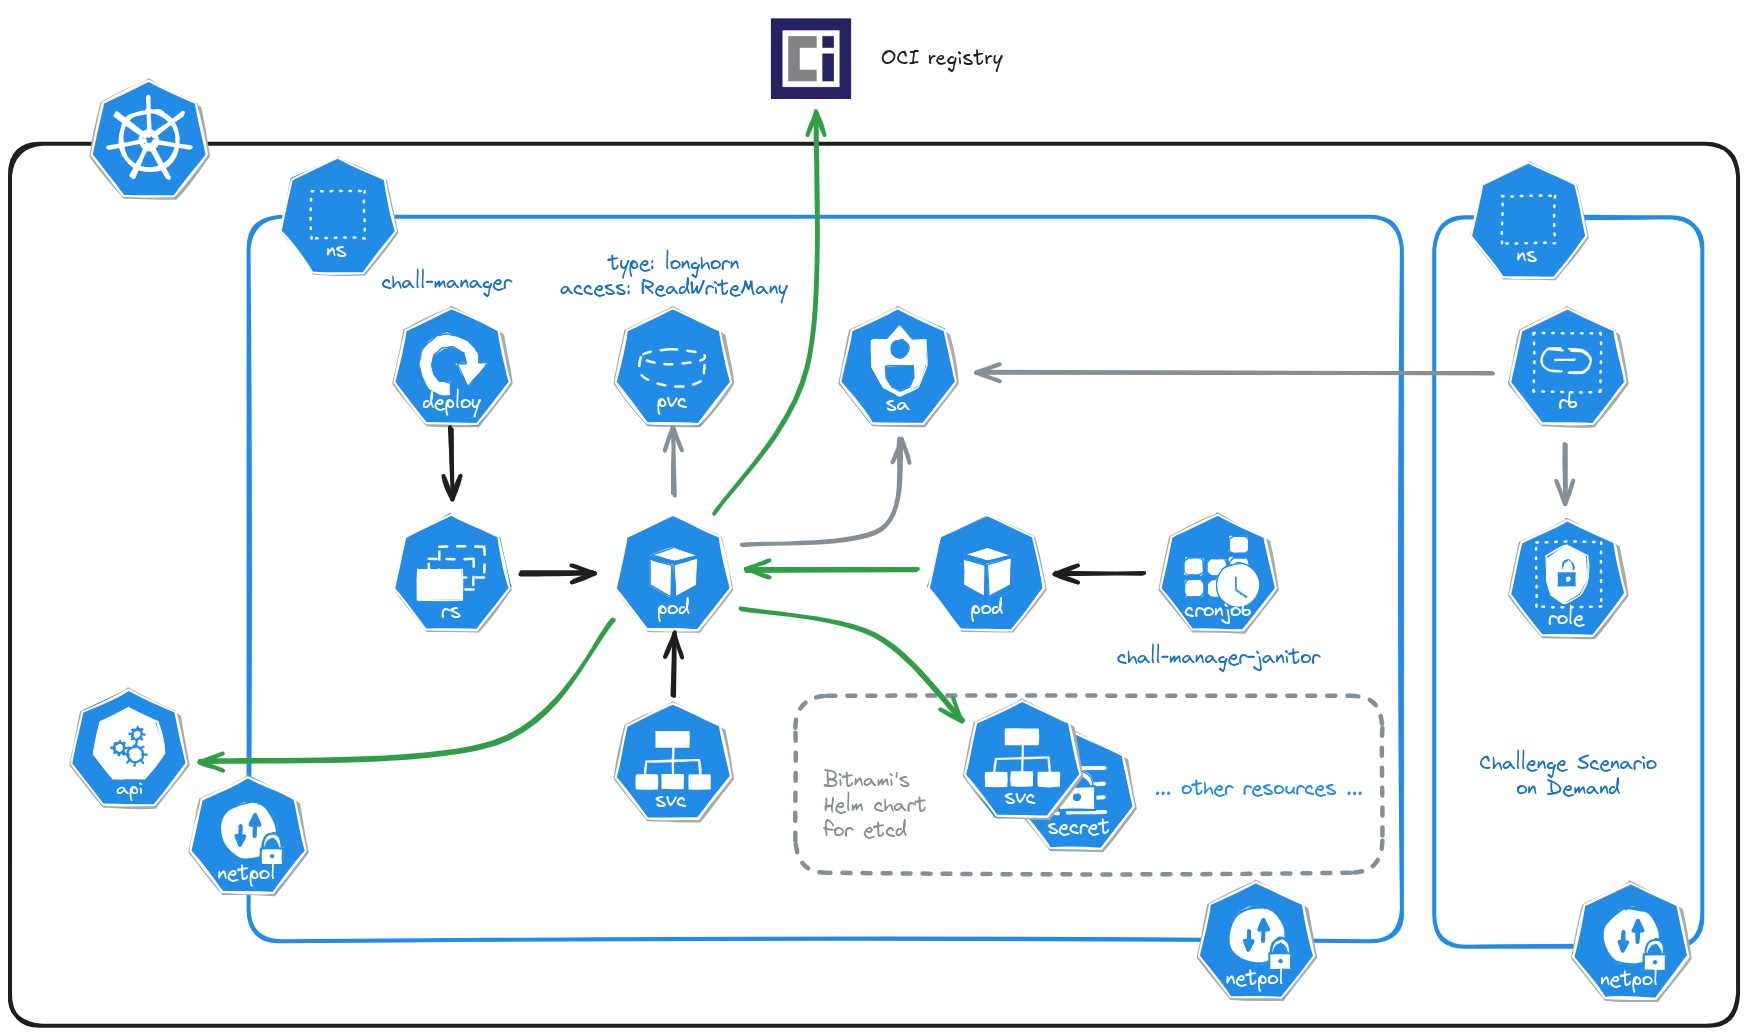 Ci
OCI registry
ns
ns
chall-manager
type: longhorn
access: ReadWriteMany
deploy
pvc
sa
rb
rs
pod
pod
cronjob
role
chall-manager-janitor
api
svc
Bitnami's
Helm chart
for etcd
svc
secret
... other resources ...
Challenge Scenario
on Demand
netpol
netpol
netpol